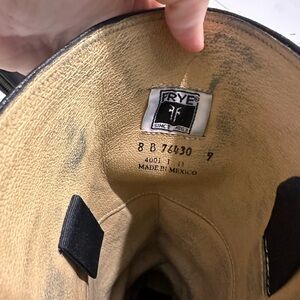 FRYE
SINCE 1863
8 B 76430 9
4001 1 11
MADE IN MEXICO